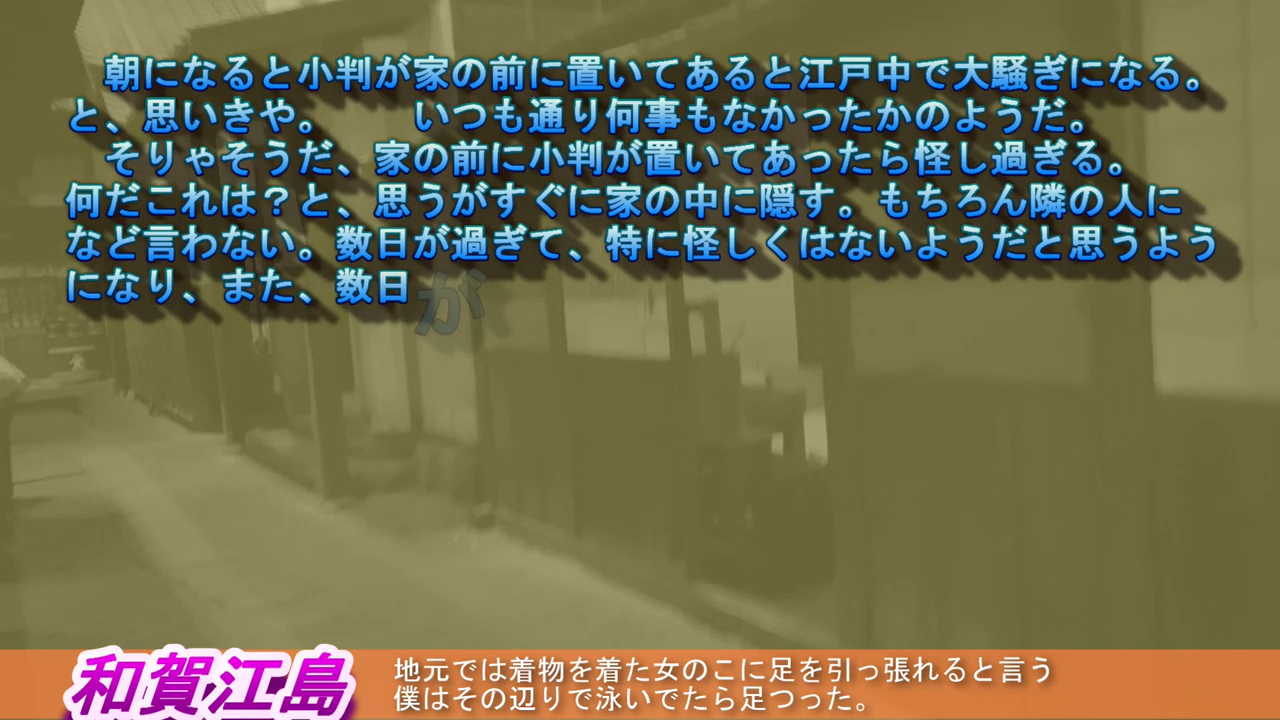 朝になると小判が家の前に置いてあると江戸中で大騒ぎになる。
と、思いきや。　　いつも通り何事もなかったかのようだ。
そりゃそうだ、家の前に小判が置いてあったら怪し過ぎる。
何だこれは？と、思うがすぐに家の中に隠す。もちろん隣の人に
など言わない。数日が過ぎて、特に怪しくはないようだと思うよう
になり、また、数日が
和賀江島
地元では着物を着た女のこに足を引っ張れると言う
僕はその辺りで泳いでたら足つった。